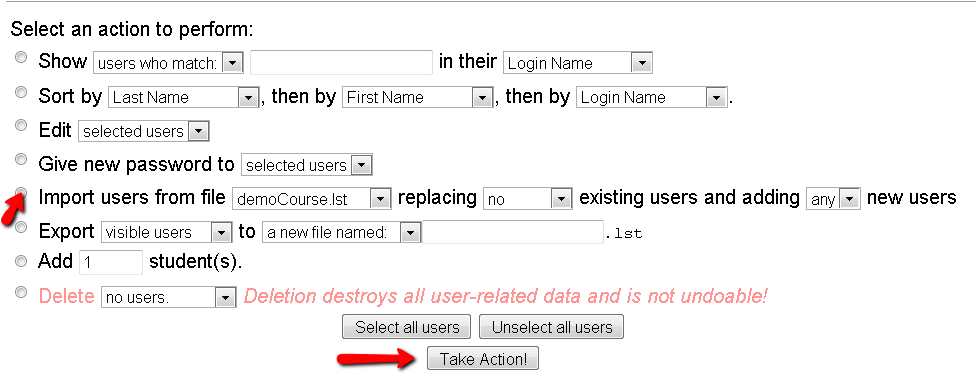 Select an action to perform:
Show users who match: in their Login Name
Sort by Last Name , then by First Name , then by Login Name .
Edit selected users
Give new password to selected users
Import users from file demoCourse.lst replacing no existing users and adding any new users
Export visible users to a new file named: .lst
Add 1 student(s).
Delete no users. Deletion destroys all user-related data and is not undoable!
Select all users Unselect all users
Take Action!